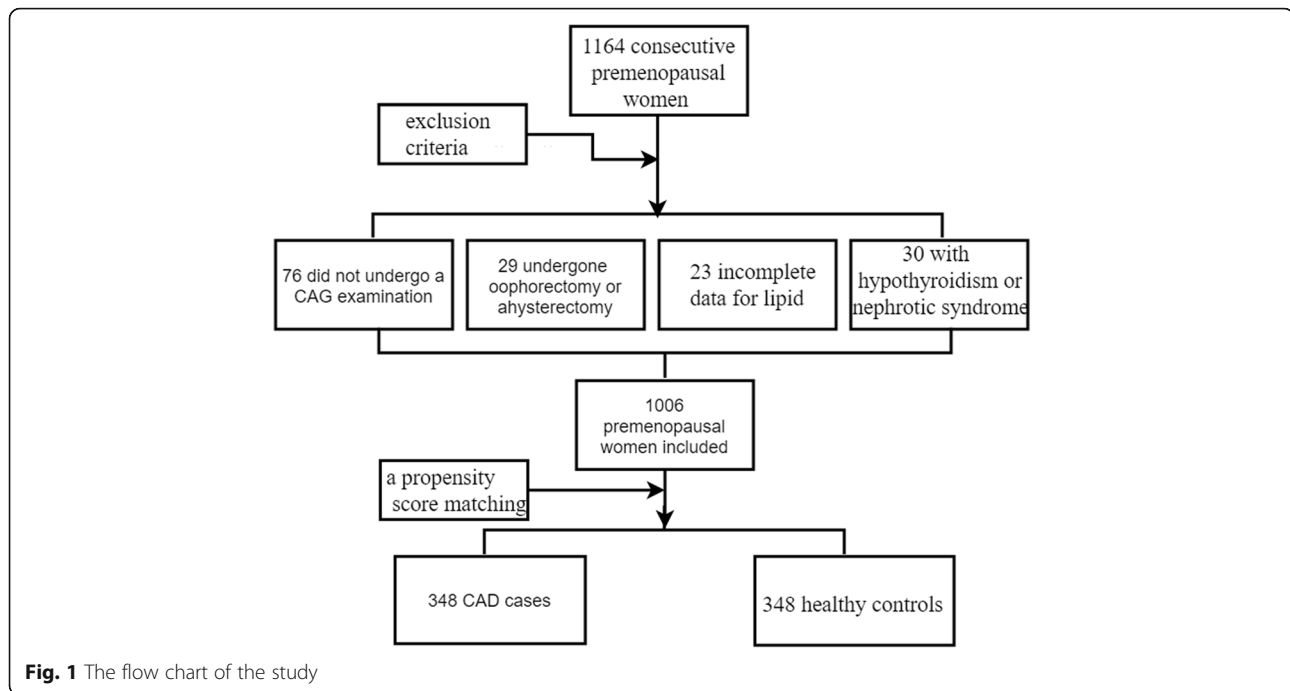 1164 consecutive
premenopausal
women
exclusion
criteria
76 did not undergo a
CAG examination
29 undergone
oophorectomy or
ahysterectomy
23 incomplete
data for lipid
30 with
hypothyroidism or
nephrotic syndrome
1006
premenopausal
women included
a propensity
score matching
348 CAD cases
348 healthy controls
Fig. 1 The flow chart of the study